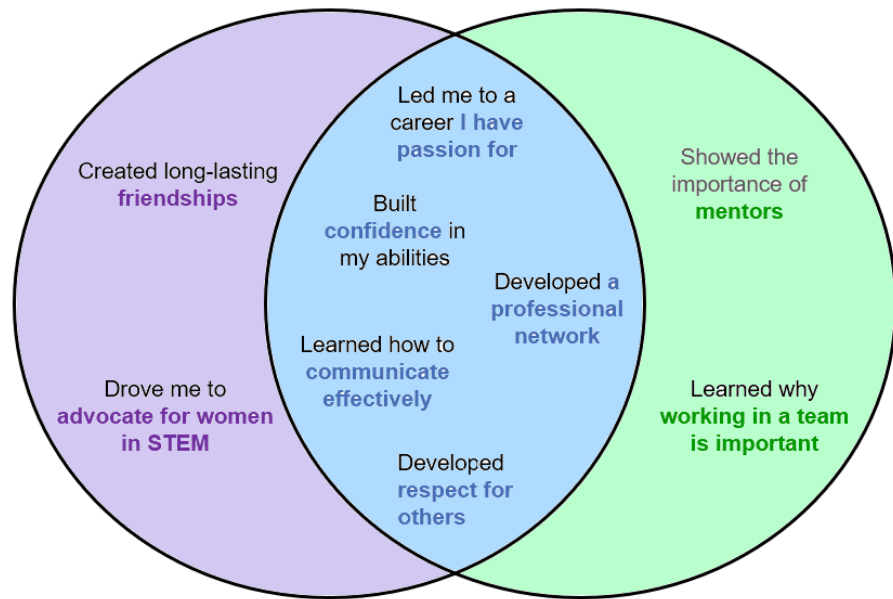 Created long-lasting
friendships
Drove me to
advocate for women
in STEM
Led me to a
career I have
passion for
Built
confidence in
my abilities
Developed a
professional
network
Learned how to
communicate
effectively
Developed
respect for
others
Showed the
importance of
mentors
Learned why
working in a team
is important